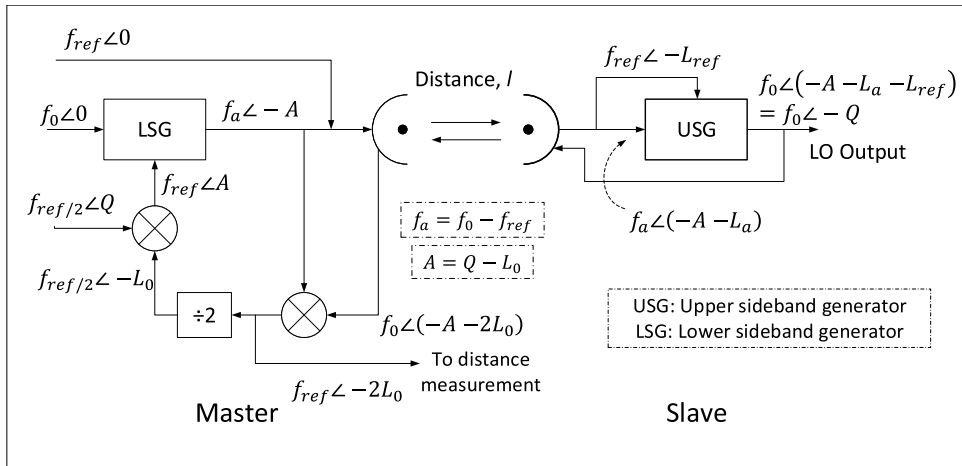 f_ref∠0
f_0∠0
LSG
f_a∠ − A
f_ref∠A
f_ref/2∠Q
f_ref/2∠ −L_0
÷2
f_0∠(−A −2L_0)
To distance
measurement
f_ref∠ −2L_0
Master
Distance, l
f_a = f_0 − f_ref
A = Q − L_0
f_ref∠ −L_ref
USG
f_0∠(−A −L_a −L_ref)
= f_0∠ − Q
LO Output
f_a∠(−A −L_a)
USG: Upper sideband generator
LSG: Lower sideband generator
Slave